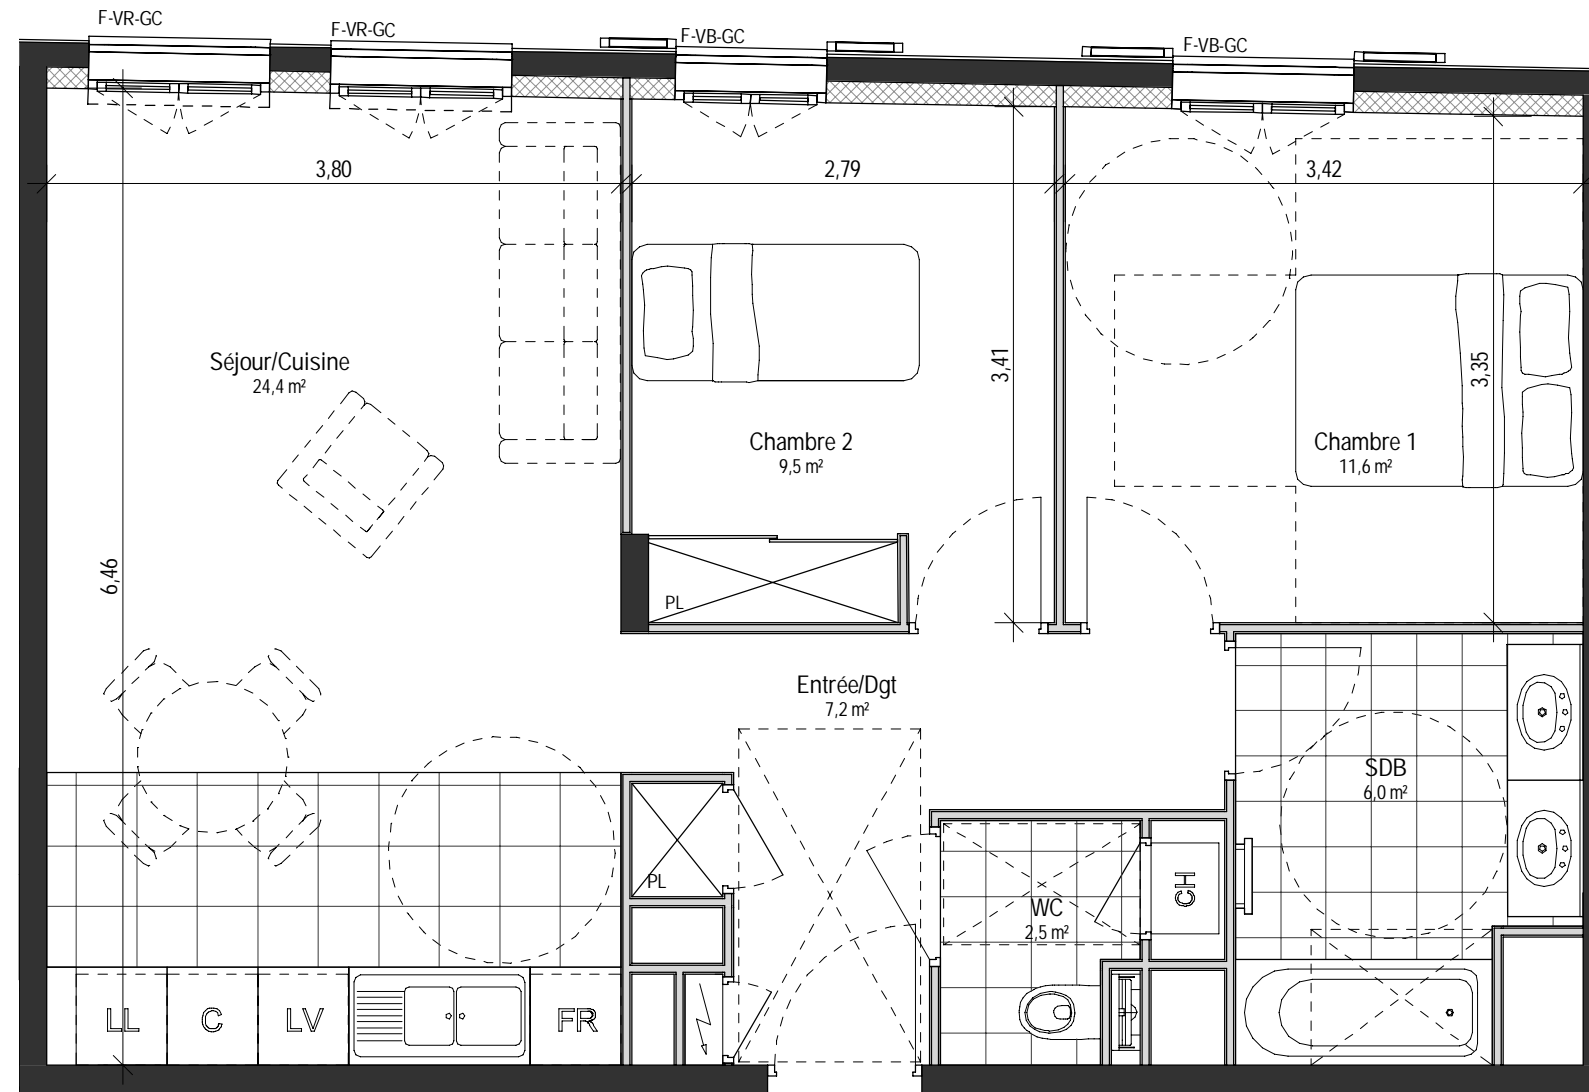 F-VR-GC
F-VR-GC
F-VB-GC
F-VB-GC
3,80
2,79
3,42
Séjour/Cuisine
24,4 m²
3,41
3,35
Chambre 2
9,5 m²
Chambre 1
11,6 m²
6,46
PL
Entrée/Dgt
7,2 m²
SDB
6,0 m²
PL
CH
WC
2,5 m²
LL
C
LV
FR